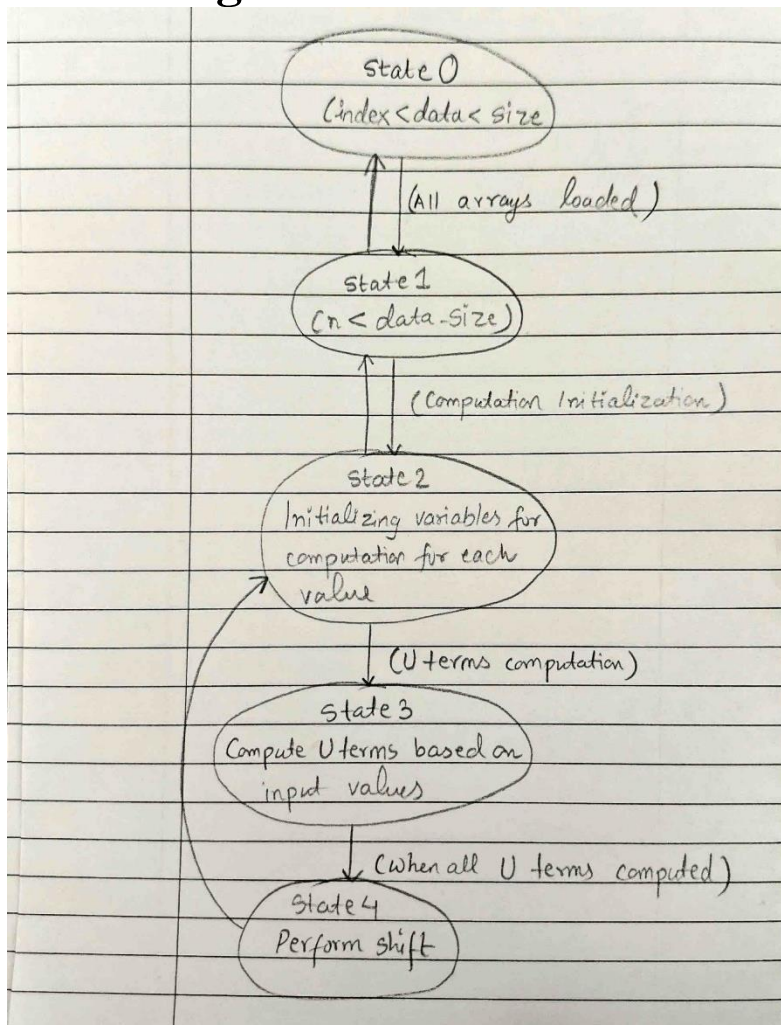 State 0
(index<data< size
(All arrays loaded)
State 1
(n< data-size)
(Computation Initialization)
State 2
Initializing variables for
computation for each
value
(U terms computation)
State 3
Compute U terms based on
input values
(When all U terms computed)
State 4
Perform shift